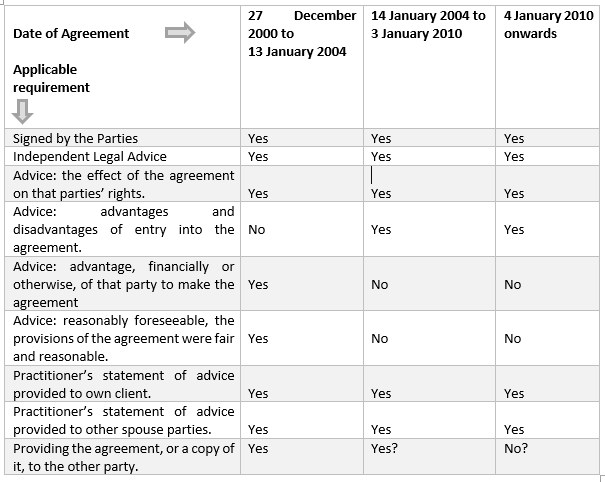 Date of Agreement
Applicable
requirement
27 December
2000 to
13 January 2004
14 January 2004 to
3 January 2010
4 January 2010
onwards
Signed by the Parties Yes Yes Yes
Independent Legal Advice Yes Yes Yes
Advice: the effect of the agreement
on that parties’ rights. Yes Yes Yes
Advice: advantages and
disadvantages of entry into the No Yes Yes
agreement.
Advice: advantage, financially or
otherwise, of that party to make the Yes No No
agreement
Advice: reasonably foreseeable, the
provisions of the agreement were fair Yes No No
and reasonable.
Practitioner’s statement of advice
provided to own client. Yes Yes Yes
Practitioner’s statement of advice
provided to other spouse parties. Yes Yes Yes
Providing the agreement, or a copy of Yes Yes? No?
it, to the other party.